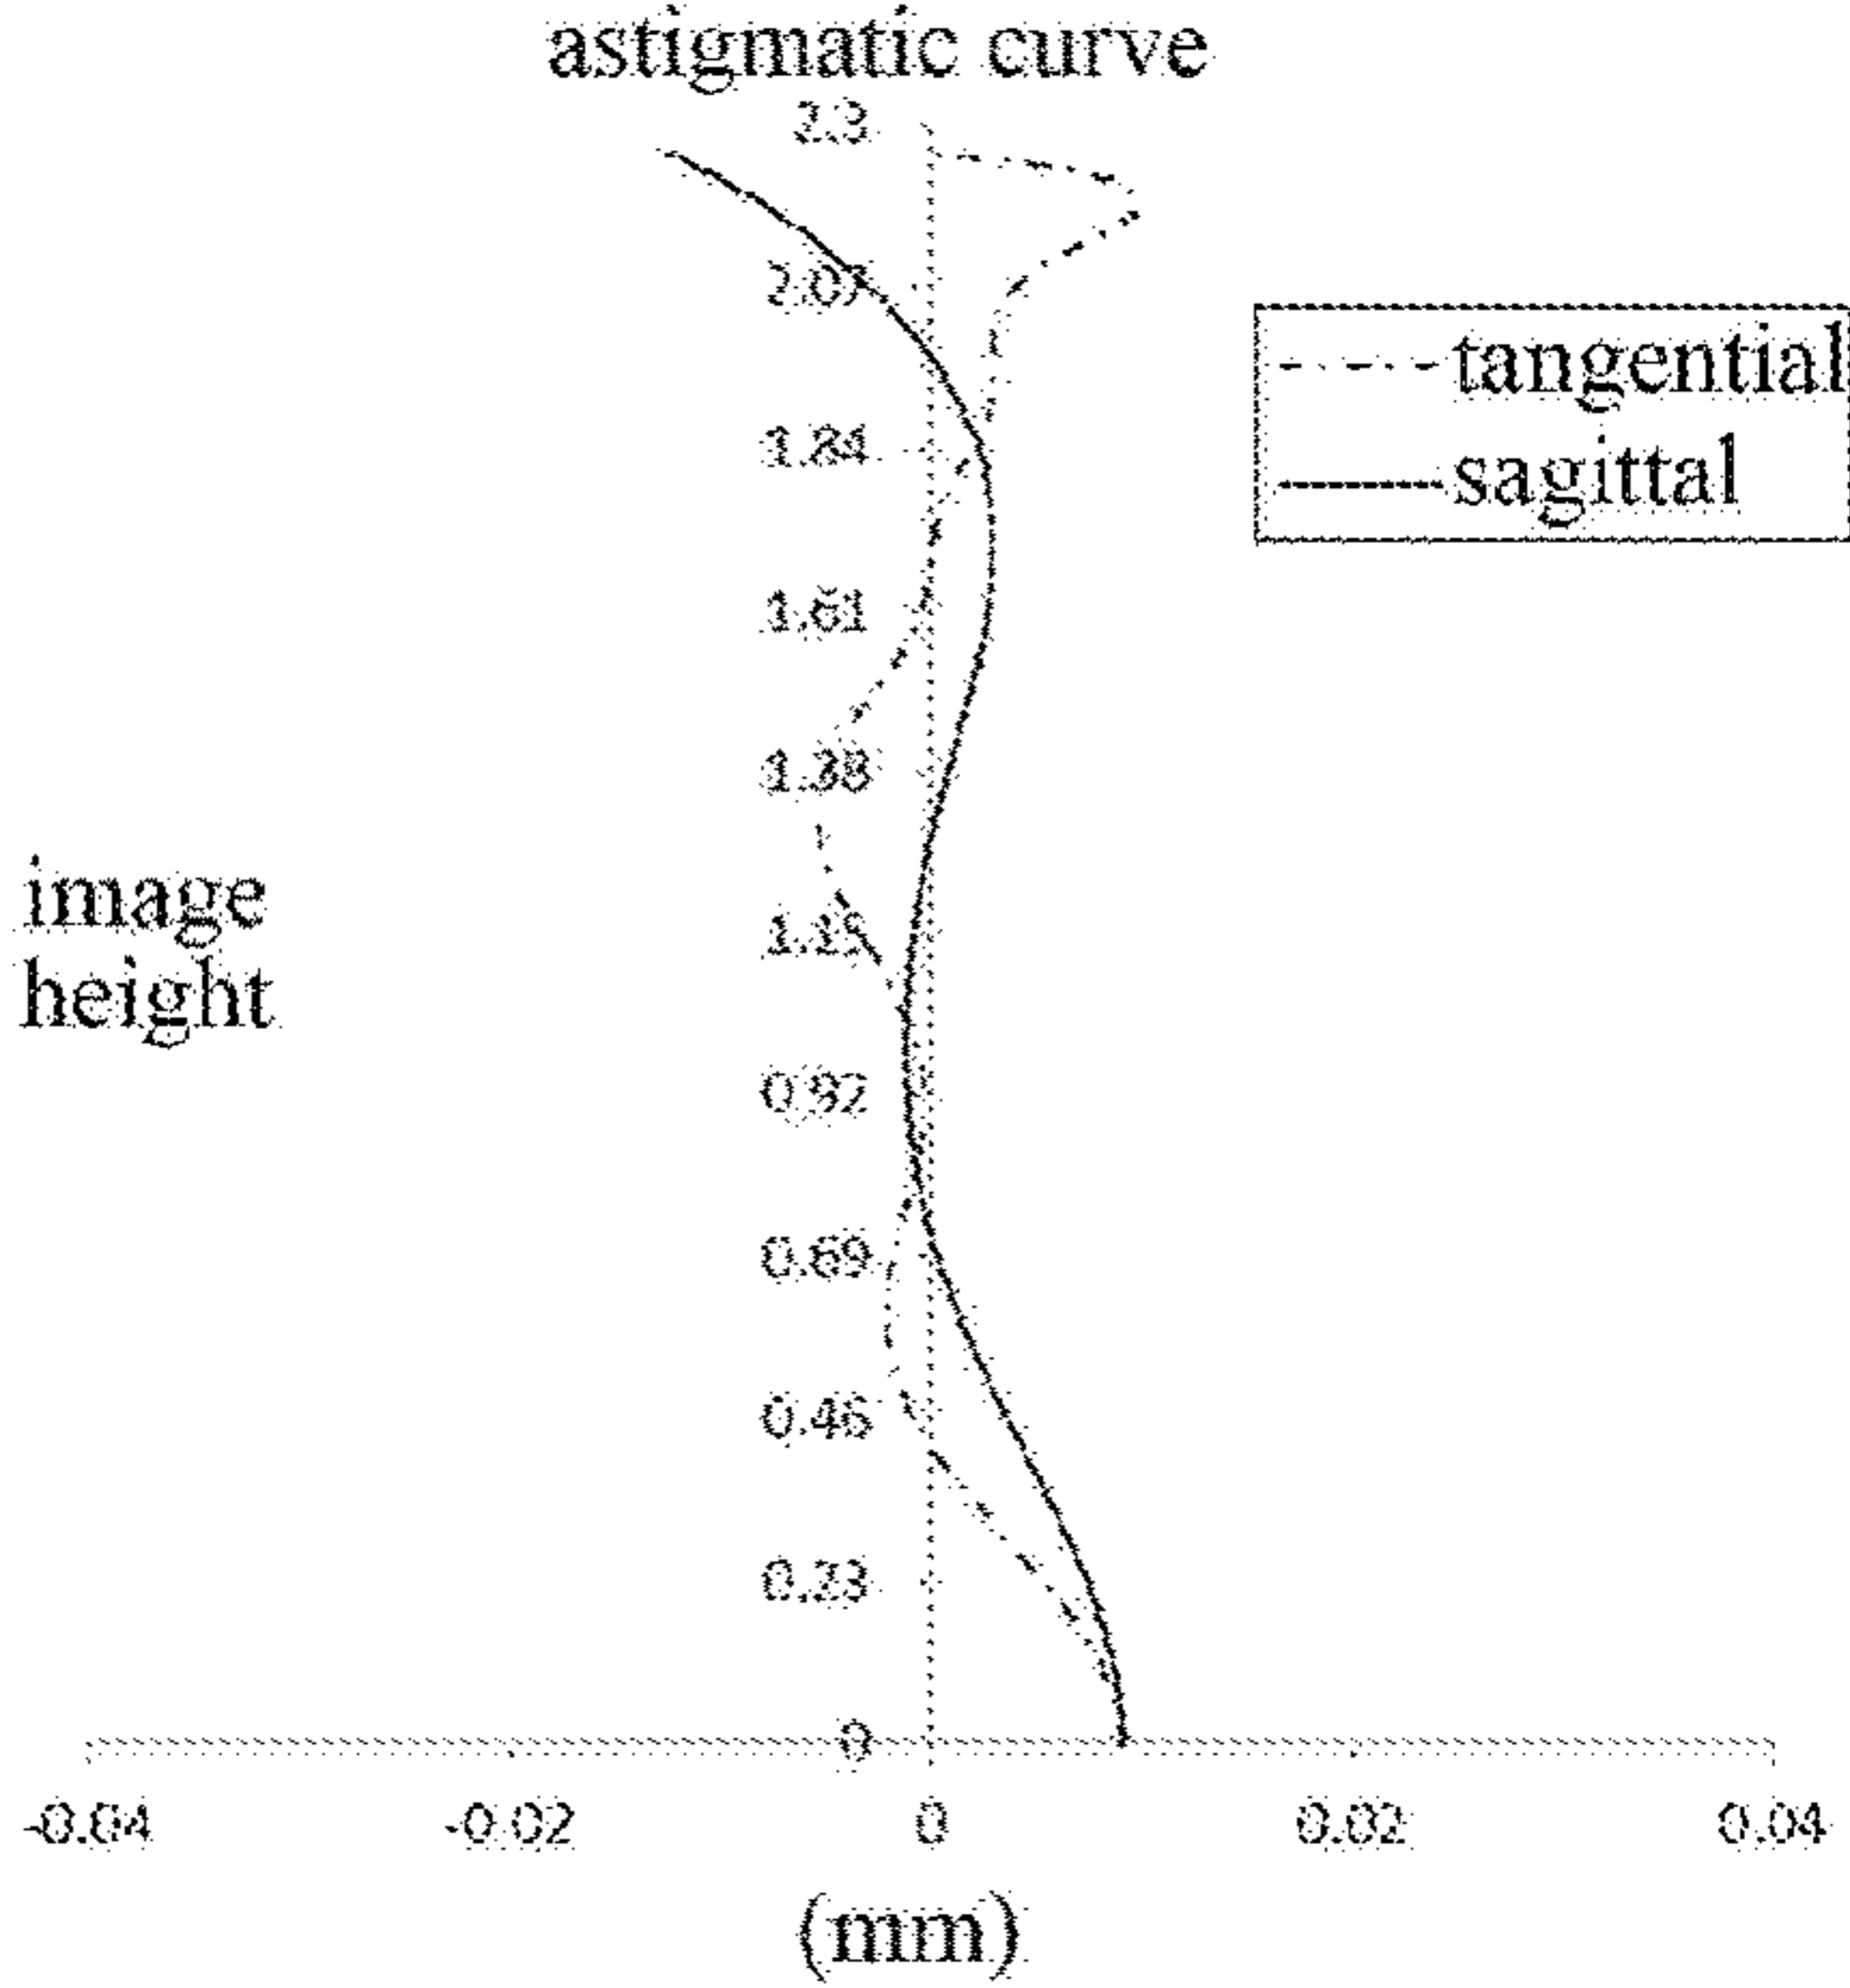 astigmatic curve
2.3
2.07
tangential
1.84
sagittal
1.61
1.38
image
height
1.15
0.92
0.69
0.46
0.23
0
-0.04
-0.02
0
0.02
0.04
(mm)